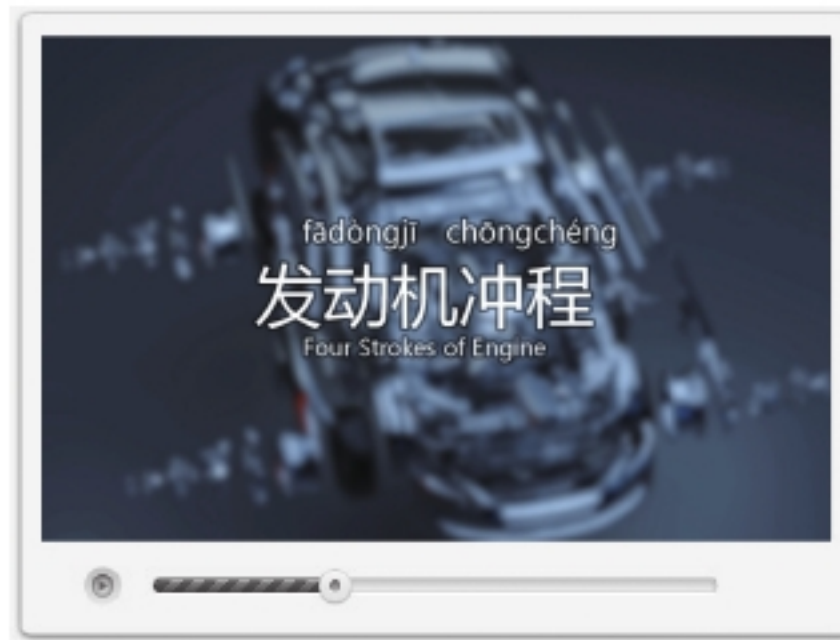 fādòngjī chōngchéng
发动机冲程
Four Strokes of Engine